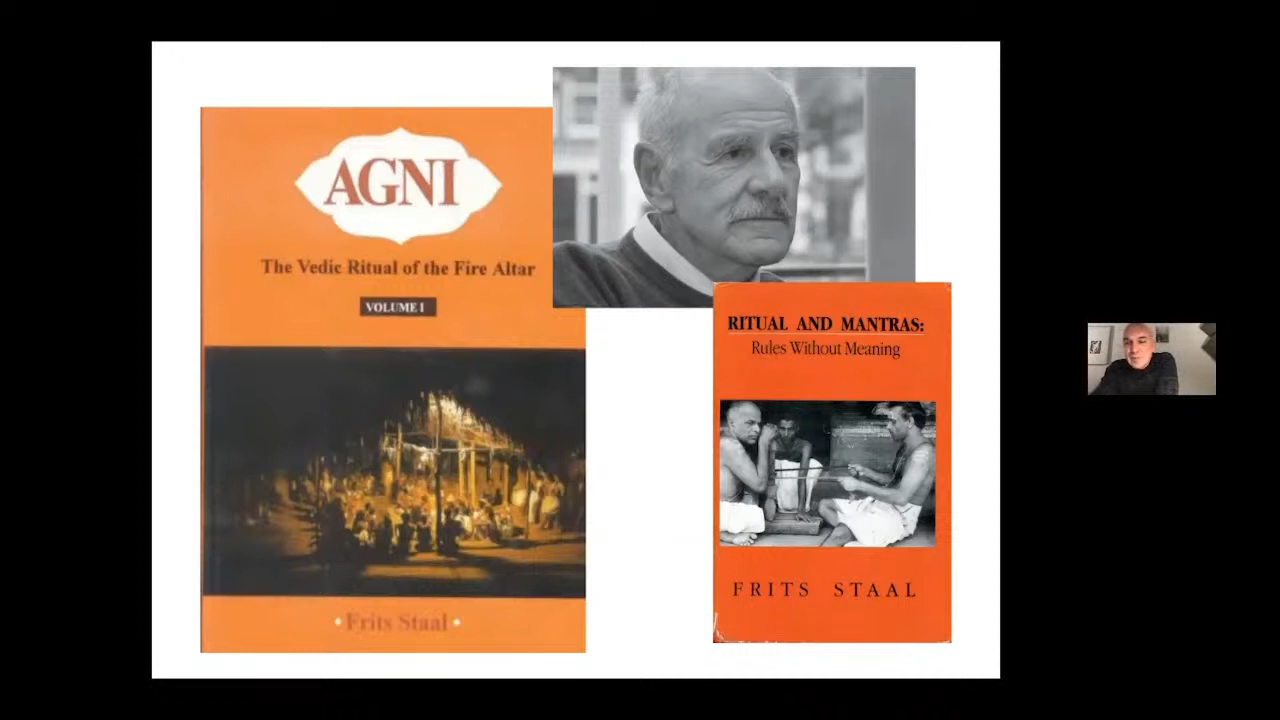 AGNI
The Vedic Ritual of the Fire Altar
VOLUME I
• Frits Staal •
RITUAL AND MANTRAS:
Rules Without Meaning
FRITS STAAL